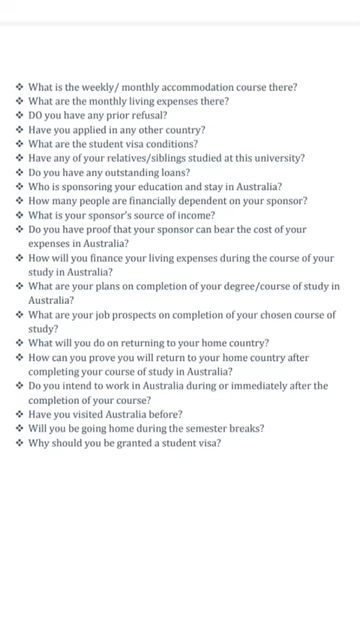 ❖ What is the weekly/ monthly accommodation course there?
❖ What are the monthly living expenses there?
❖ DO you have any prior refusal?
❖ Have you applied in any other country?
❖ What are the student visa conditions?
❖ Have any of your relatives/siblings studied at this university?
❖ Do you have any outstanding loans?
❖ Who is sponsoring your education and stay in Australia?
❖ How many people are financially dependent on your sponsor?
❖ What is your sponsor's source of income?
❖ Do you have proof that your sponsor can bear the cost of your
expenses in Australia?
❖ How will you finance your living expenses during the course of your
study in Australia?
❖ What are your plans on completion of your degree/course of study in
Australia?
❖ What are your job prospects on completion of your chosen course of
study?
❖ What will you do on returning to your home country?
❖ How can you prove you will return to your home country after
completing your course of study in Australia?
❖ Do you intend to work in Australia during or immediately after the
completion of your course?
❖ Have you visited Australia before?
❖ Will you be going home during the semester breaks?
❖ Why should you be granted a student visa?